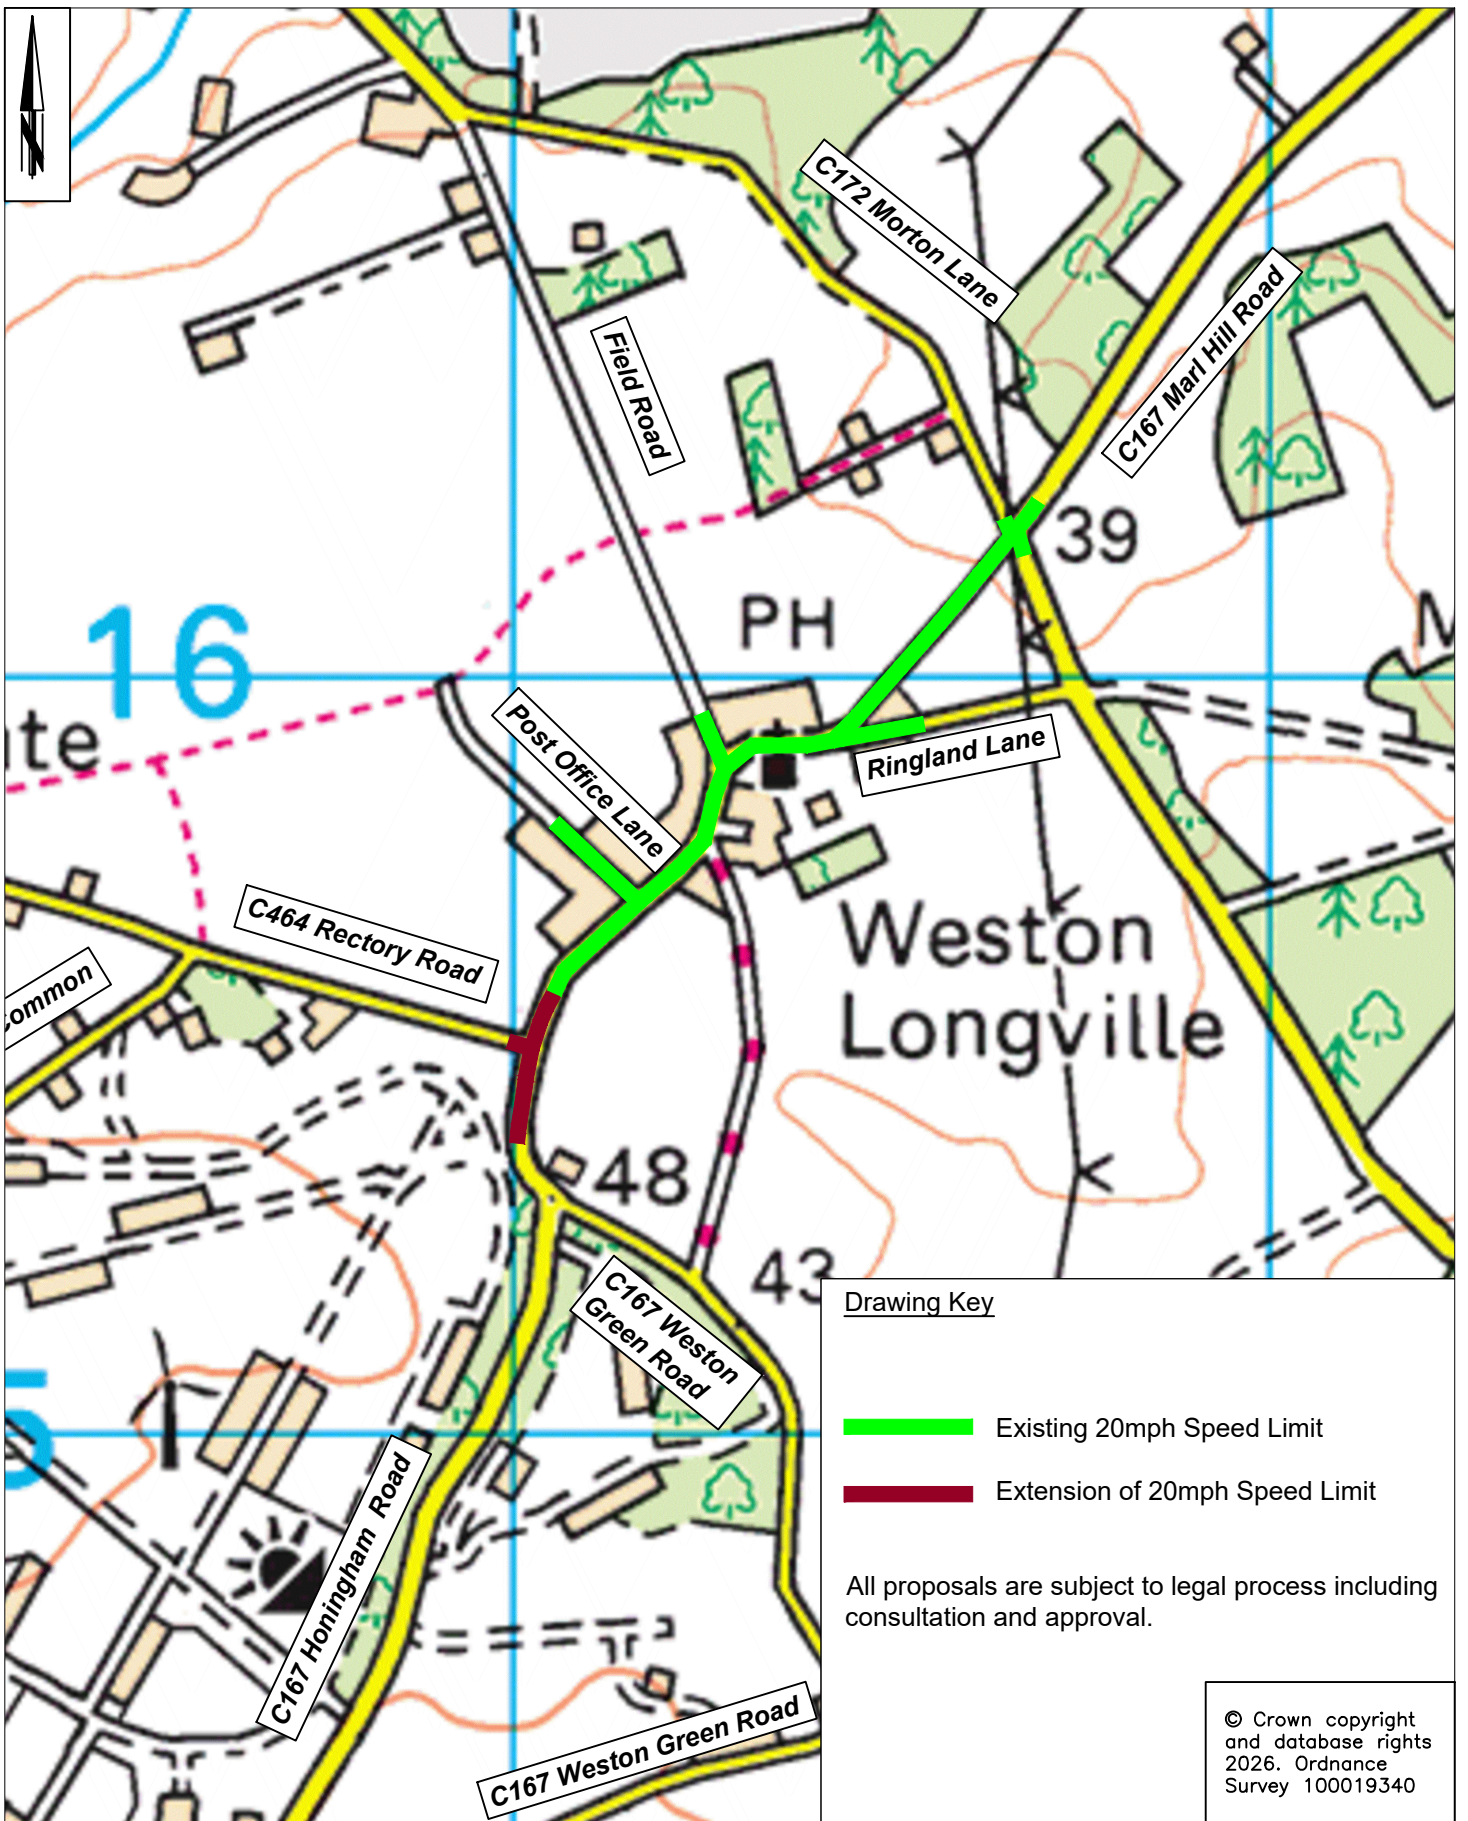 N
C172 Morton Lane
C167 Marl Hill Road
Field Road
39
PH
16
Post Office Lane
Ringland Lane
C464 Rectory Road
Weston
Longville
48
43
C167 Weston
Green Road
C167 Honingham Road
C167 Weston Green Road
Drawing Key
Existing 20mph Speed Limit
Extension of 20mph Speed Limit
All proposals are subject to legal process including
consultation and approval.
© Crown copyright
and database rights
2026. Ordnance
Survey 100019340